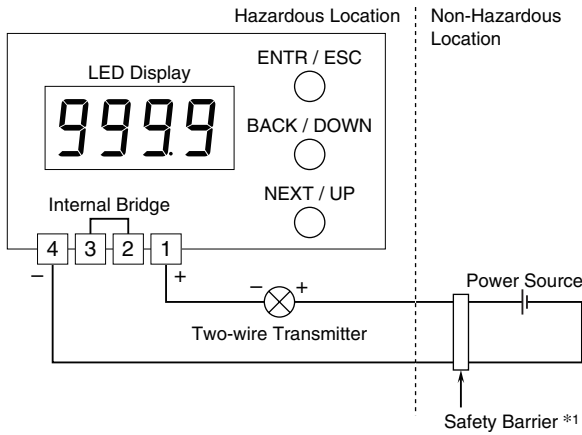 Hazardous Location
Non-Hazardous
Location
LED Display
ENTR / ESC
999.9
BACK / DOWN
NEXT / UP
Internal Bridge
4 3 2 1
– +
– +
Power Source
Two-wire Transmitter
Safety Barrier *1